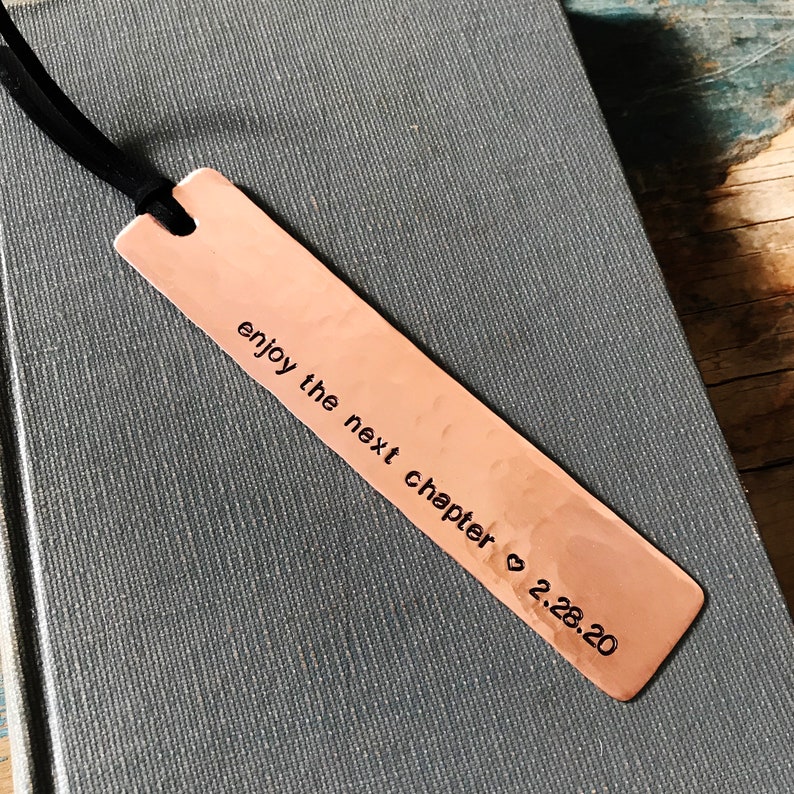 enjoy the next chapter ♡ 2.28.20